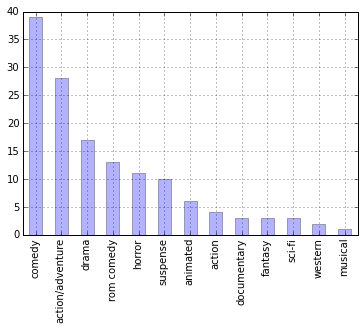 40
35
30
25
20
15
10
5
0
comedy
action/adventure
drama
rom comedy
horror
suspense
animated
action
documentary
fantasy
sci-fi
western
musical